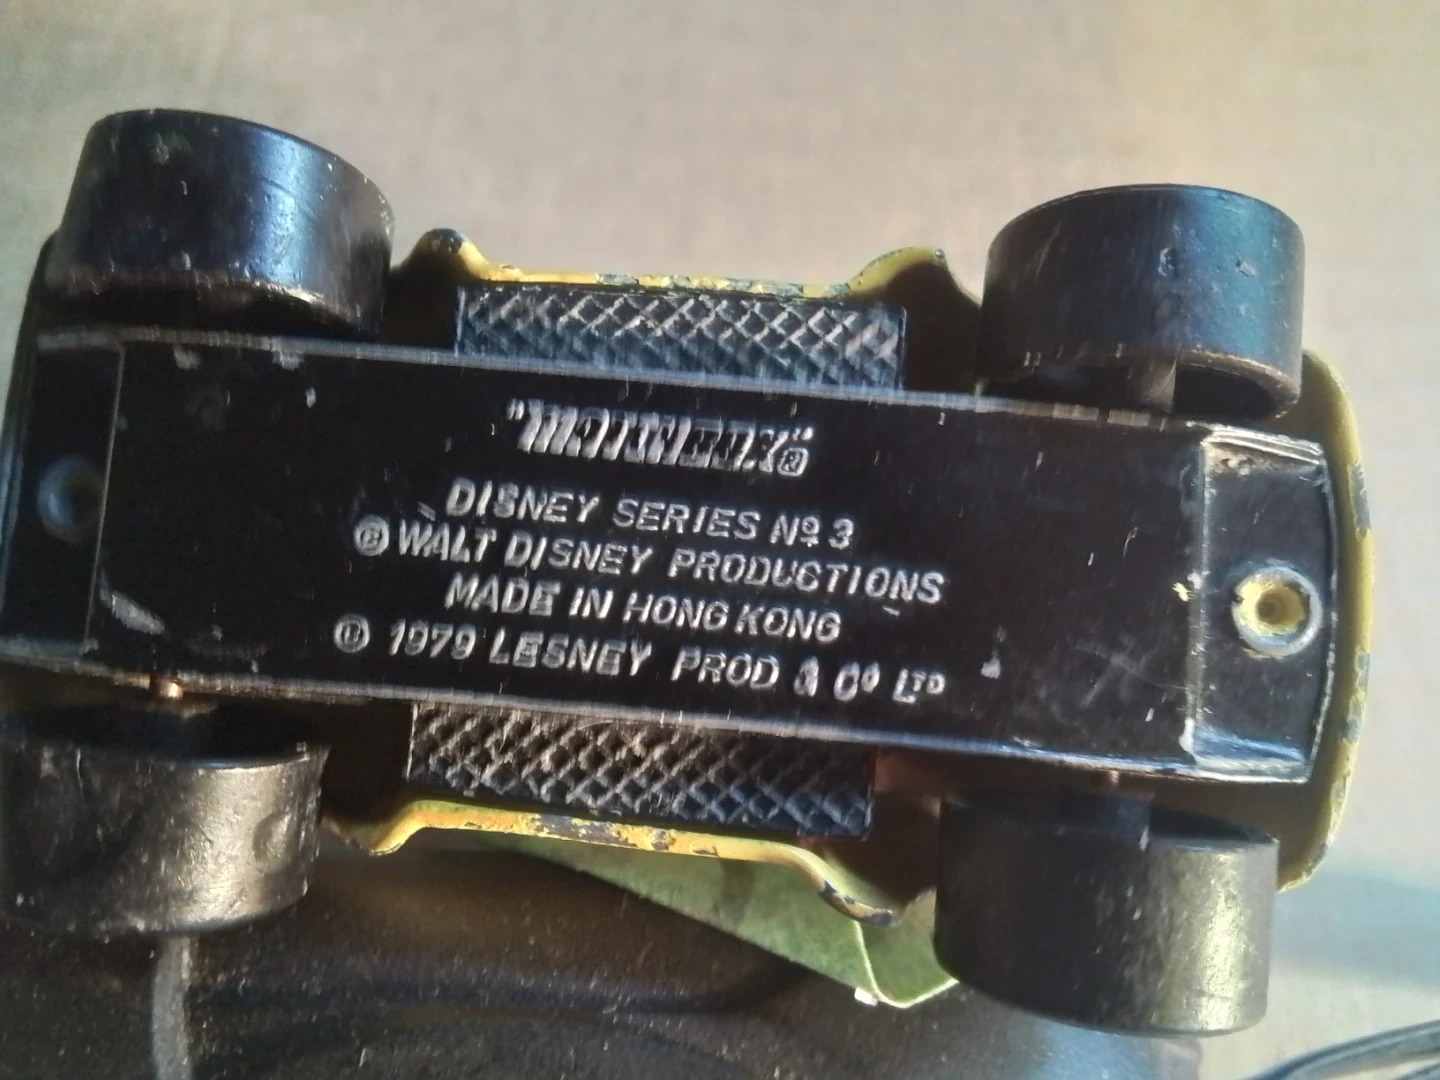 "MATCHBOX"®
DISNEY SERIES Nº 3
© WALT DISNEY PRODUCTIONS
MADE IN HONG KONG
© 1979 LESNEY PROD & Cº LTD